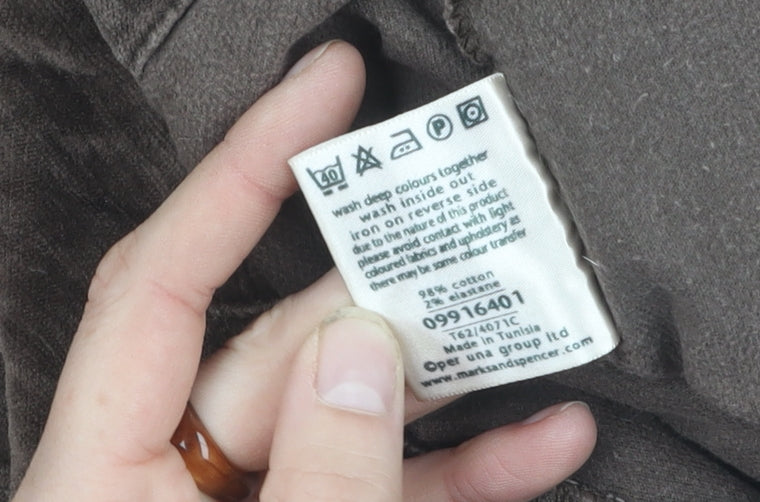 40 P
wash deep colours together
wash inside out
iron on reverse side
due to the nature of this product
please avoid contact with light
coloured fabrics and upholstery as
there may be some colour transfer
98% cotton
2% elastane
09916401
T62/4071C
Made in Tunisia
©per una group ltd
www.marksandspencer.com